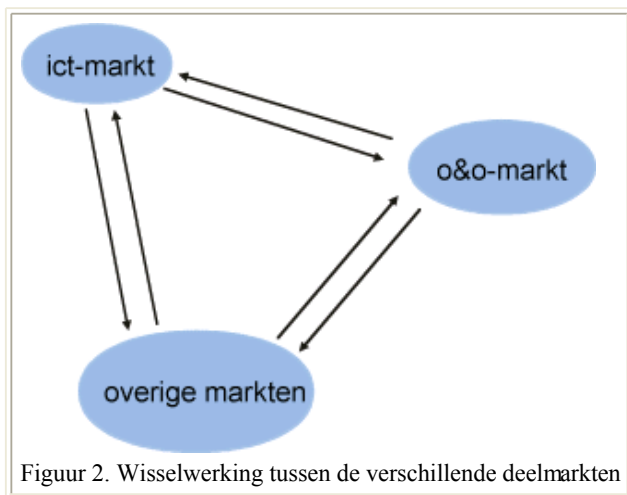 ict-markt
o&o-markt
overige markten
Figuur 2. Wisselwerking tussen de verschillende deelmarkten